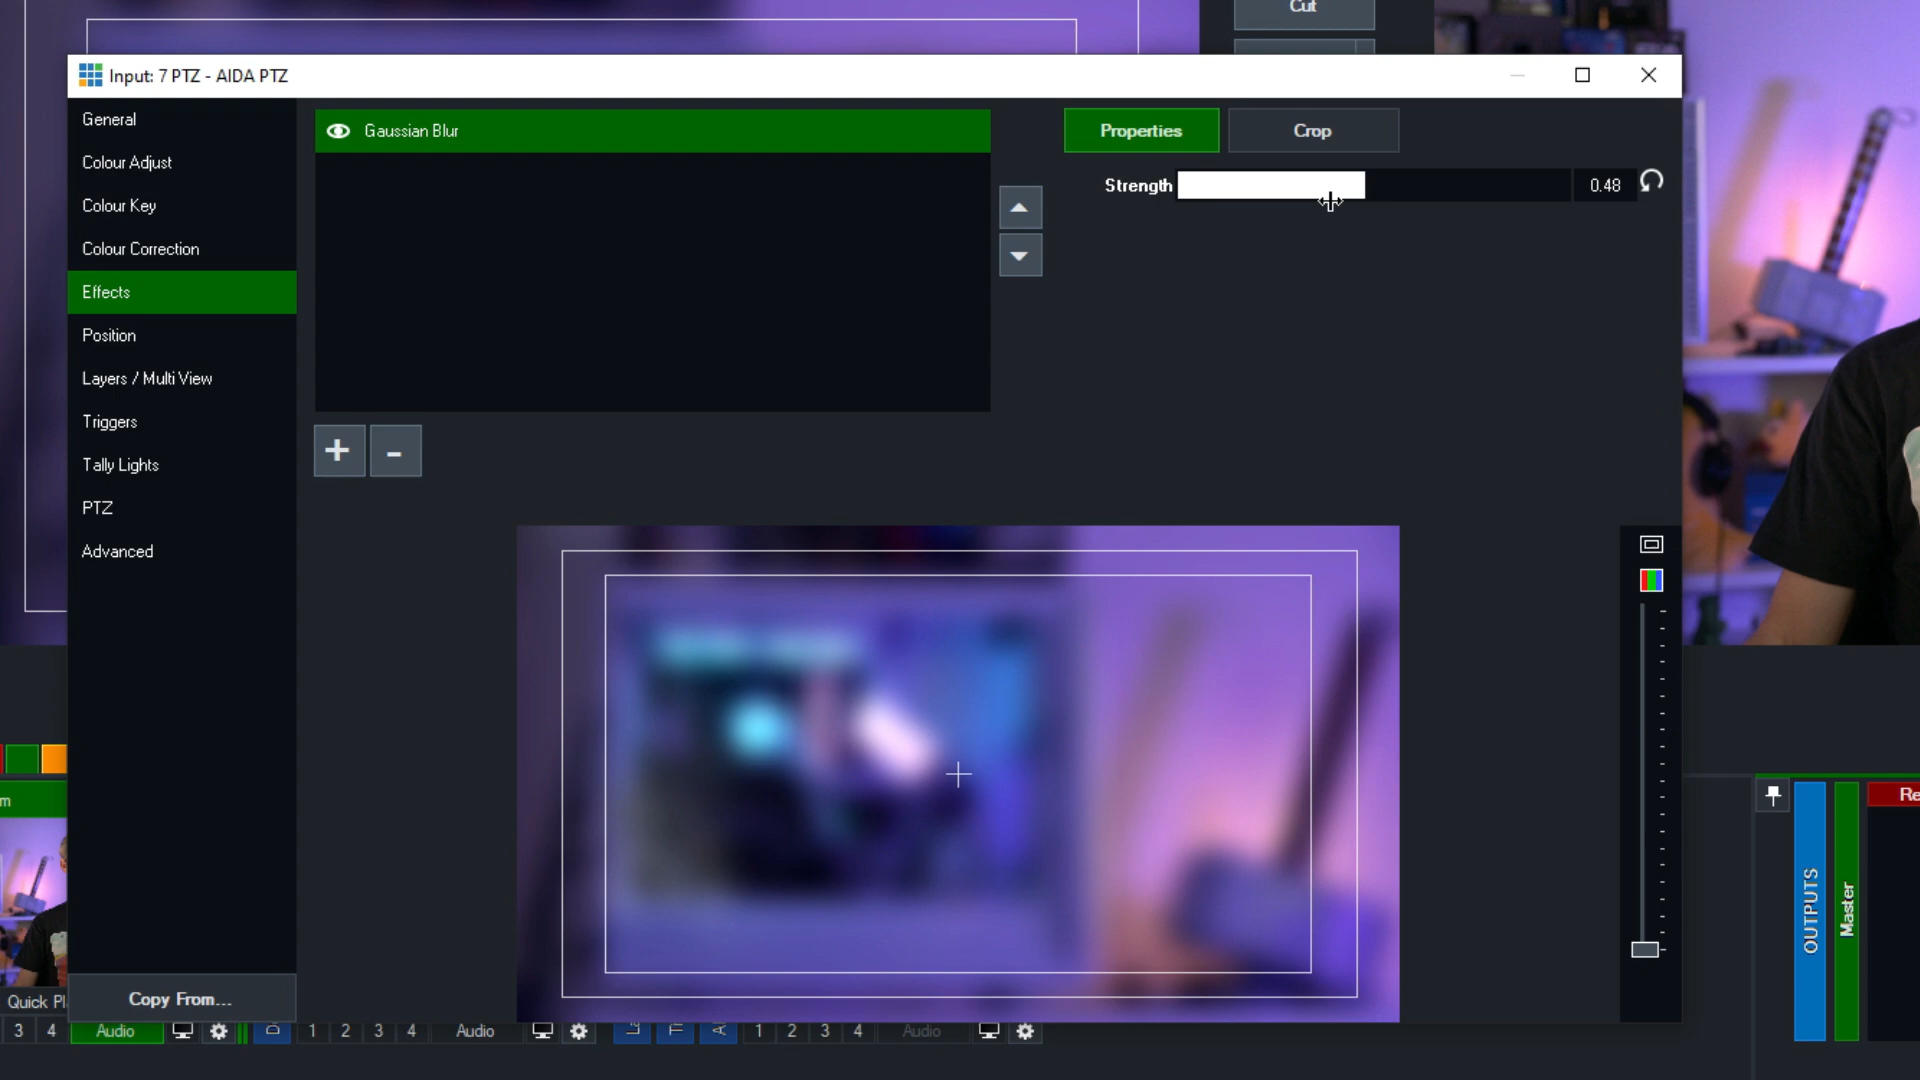 Cut
Input: 7 PTZ - AIDA PTZ
General
Colour Adjust
Colour Key
Colour Correction
Effects
Position
Layers / Multi View
Triggers
Tally Lights
PTZ
Advanced
Copy From...
Gaussian Blur
+
-
Properties
Crop
Strength
0.48
OUTPUTS
Master
Re
m
Quick Pl
3 4 Audio
1 2 3 4 Audio
1 2 3 4 Audio